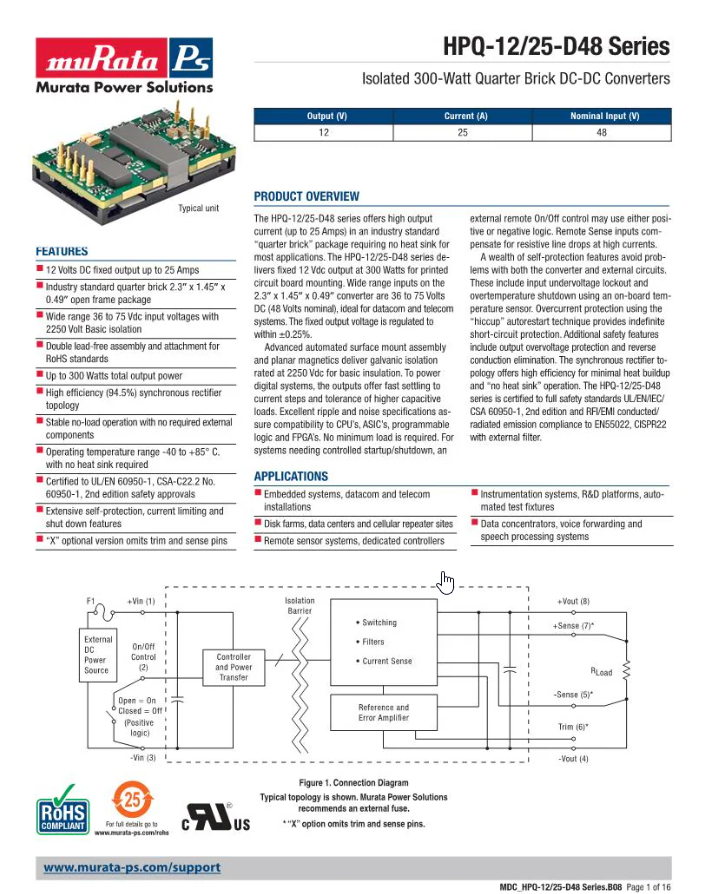 muRata Ps
Murata Power Solutions
HPQ-12/25-D48 Series
Isolated 300-Watt Quarter Brick DC-DC Converters
Output (V) Current (A) Nominal Input (V)
12 25 48
Typical unit
FEATURES
12 Volts DC fixed output up to 25 Amps
Industry standard quarter brick 2.3" x 1.45" x
0.49" open frame package
Wide range 36 to 75 Vdc input voltages with
2250 Volt Basic isolation
Double lead-free assembly and attachment for
RoHS standards
Up to 300 Watts total output power
High efficiency (94.5%) synchronous rectifier
topology
Stable no-load operation with no required external
components
Operating temperature range -40 to +85° C.
with no heat sink required
Certified to UL/EN 60950-1, CSA-C22.2 No.
60950-1, 2nd edition safety approvals
Extensive self-protection, current limiting and
shut down features
“X” optional version omits trim and sense pins
PRODUCT OVERVIEW
The HPQ-12/25-D48 series offers high output
current (up to 25 Amps) in an industry standard
“quarter brick” package requiring no heat sink for
most applications. The HPQ-12/25-D48 series de-
livers fixed 12 Vdc output at 300 Watts for printed
circuit board mounting. Wide range inputs on the
2.3" x 1.45" x 0.49" converter are 36 to 75 Volts
DC (48 Volts nominal), ideal for datacom and telecom
systems. The fixed output voltage is regulated to
within ±0.25%.
Advanced automated surface mount assembly
and planar magnetics deliver galvanic isolation
rated at 2250 Vdc for basic insulation. To power
digital systems, the outputs offer fast settling to
current steps and tolerance of higher capacitive
loads. Excellent ripple and noise specifications as-
sure compatibility to CPU’s, ASIC’s, programmable
logic and FPGA’s. No minimum load is required. For
systems needing controlled startup/shutdown, an
external remote On/Off control may use either posi-
tive or negative logic. Remote Sense inputs com-
pensate for resistive line drops at high currents.
A wealth of self-protection features avoid prob-
lems with both the converter and external circuits.
These include input undervoltage lockout and
overtemperature shutdown using an on-board tem-
perature sensor. Overcurrent protection using the
“hiccup” autorestart technique provides indefinite
short-circuit protection. Additional safety features
include output overvoltage protection and reverse
conduction elimination. The synchronous rectifier to-
pology offers high efficiency for minimal heat buildup
and “no heat sink” operation. The HPQ-12/25-D48
series is certified to full safety standards UL/EN/IEC/
CSA 60950-1, 2nd edition and RFI/EMI conducted/
radiated emission compliance to EN55022, CISPR22
with external filter.
APPLICATIONS
Embedded systems, datacom and telecom
installations
Disk farms, data centers and cellular repeater sites
Remote sensor systems, dedicated controllers
Instrumentation systems, R&D platforms, auto-
mated test fixtures
Data concentrators, voice forwarding and
speech processing systems
F1
+Vin (1)
External
DC
Power
Source
On/Off
Control
(2)
Open = On
Closed = Off
(Positive
logic)
-Vin (3)
Controller
and Power
Transfer
Isolation
Barrier
• Switching
• Filters
• Current Sense
Reference and
Error Amplifier
+Vout (8)
+Sense (7)*
RLoad
-Sense (5)*
Trim (6)*
-Vout (4)
Figure 1. Connection Diagram
Typical topology is shown. Murata Power Solutions
recommends an external fuse.
* “X” option omits trim and sense pins.
RoHS
COMPLIANT
25
For full details go to
www.murata-ps.com/rohs
C RU ® US
www.murata-ps.com/support
MDC_HPQ-12/25-D48 Series.B08 Page 1 of 16